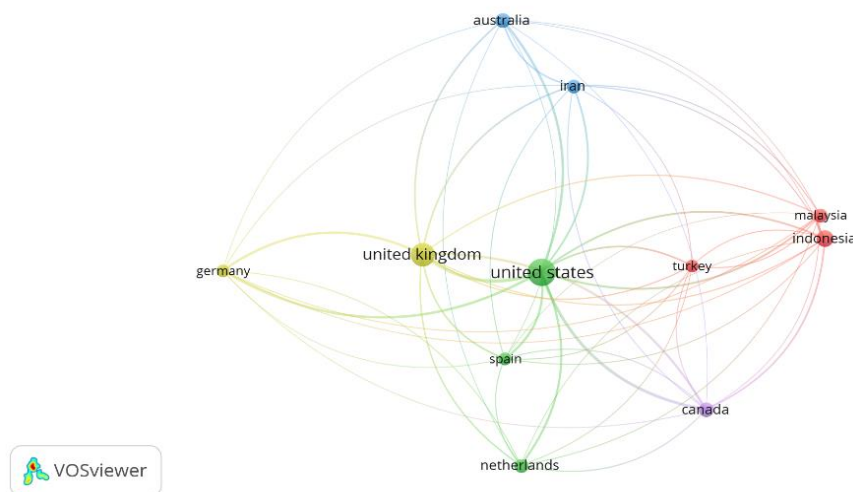 australia
iran
malaysia
indonesia
united kingdom
germany
turkey
united states
spain
canada
netherlands
VOSviewer